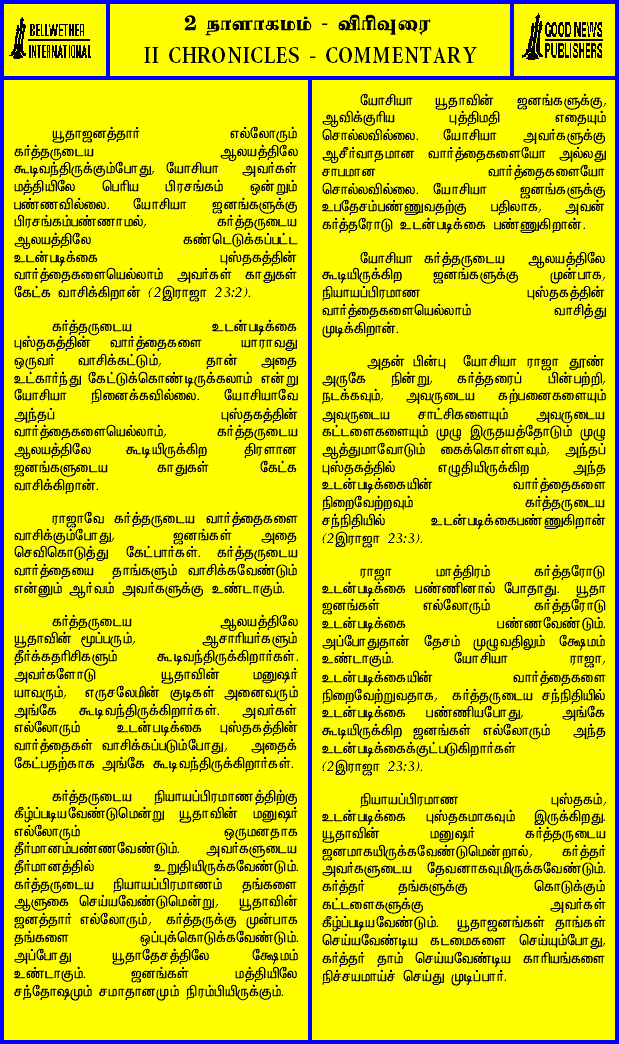 BELLWETHER
INTERNATIONAL
2 நாளாகமம் - விரிவுரை
II CHRONICLES - COMMENTARY
GOOD NEWS
PUBLISHERS
யூதாஜனத்தார் எல்லோரும்
கர்த்தருடைய ஆலயத்திலே
கூடிவந்திருக்கும்போது, யோசியா அவர்கள்
மத்தியிலே பெரிய பிரசங்கம் ஒன்றும்
பண்ணவில்லை. யோசியா ஜனங்களுக்கு
பிரசங்கம்பண்ணாமல், கர்த்தருடைய
ஆலயத்திலே கண்டெடுக்கப்பட்ட
உடன்படிக்கை புஸ்தகத்தின்
வார்த்தைகளையெல்லாம் அவர்கள் காதுகள்
கேட்க வாசிக்கிறான் (2இராஜா 23:2).
கர்த்தருடைய உடன்படிக்கை
புஸ்தகத்தின் வார்த்தைகளை யாராவது
ஒருவர் வாசிக்கட்டும், தான் அதை
உட்கார்ந்து கேட்டுக்கொண்டிருக்கலாம் என்று
யோசியா நினைக்கவில்லை. யோசியாவே
அந்தப் புஸ்தகத்தின்
வார்த்தைகளையெல்லாம், கர்த்தருடைய
ஆலயத்திலே கூடியிருக்கிற திரளான
ஜனங்களுடைய காதுகள் கேட்க
வாசிக்கிறான்.
ராஜாவே கர்த்தருடைய வார்த்தைகளை
வாசிக்கும்போது, ஜனங்கள் அதை
செவிகொடுத்து கேட்பார்கள். கர்த்தருடைய
வார்த்தையை தாங்களும் வாசிக்கவேண்டும்
என்னும் ஆர்வம் அவர்களுக்கு உண்டாகும்.
கர்த்தருடைய ஆலயத்திலே
யூதாவின் மூப்பரும், ஆசாரியர்களும்
தீர்க்கதரிசிகளும் கூடிவந்திருக்கிறார்கள்.
அவர்களோடு யூதாவின் மனுஷர்
யாவரும், எருசலேமின் குடிகள் அனைவரும்
அங்கே கூடிவந்திருக்கிறார்கள். அவர்கள்
எல்லோரும் உடன்படிக்கை புஸ்தகத்தின்
வார்த்தைகள் வாசிக்கப்படும்போது, அதைக்
கேட்பதற்காக அங்கே கூடிவந்திருக்கிறார்கள்.
கர்த்தருடைய நியாயப்பிரமாணத்திற்கு
கீழ்ப்படியவேண்டுமென்று யூதாவின் மனுஷர்
எல்லோரும் ஒருமனதாக
தீர்மானம்பண்ணவேண்டும். அவர்களுடைய
தீர்மானத்தில் உறுதியிருக்கவேண்டும்.
கர்த்தருடைய நியாயப்பிரமாணம் தங்களை
ஆளுகை செய்யவேண்டுமென்று, யூதாவின்
ஜனத்தார் எல்லோரும், கர்த்தருக்கு முன்பாக
தங்களை ஒப்புக்கொடுக்கவேண்டும்.
அப்போது யூதாதேசத்திலே க்ஷேமம்
உண்டாகும். ஜனங்கள் மத்தியிலே
சந்தோஷமும் சமாதானமும் நிரம்பியிருக்கும்.
யோசியா யூதாவின் ஜனங்களுக்கு,
ஆவிக்குரிய புத்திமதி எதையும்
சொல்லவில்லை. யோசியா அவர்களுக்கு
ஆசீர்வாதமான வார்த்தைகளையோ அல்லது
சாபமான வார்த்தைகளையோ
சொல்லவில்லை. யோசியா ஜனங்களுக்கு
உபதேசம்பண்ணுவதற்கு பதிலாக, அவன்
கர்த்தரோடு உடன்படிக்கை பண்ணுகிறான்.
யோசியா கர்த்தருடைய ஆலயத்திலே
கூடியிருக்கிற ஜனங்களுக்கு முன்பாக,
நியாயப்பிரமாண புஸ்தகத்தின்
வார்த்தைகளையெல்லாம் வாசித்து
முடிக்கிறான்.
அதன் பின்பு யோசியா ராஜா தூண்
அருகே நின்று, கர்த்தரைப் பின்பற்றி,
நடக்கவும், அவருடைய கற்பனைகளையும்
அவருடைய சாட்சிகளையும் அவருடைய
கட்டளைகளையும் முழு இருதயத்தோடும் முழு
ஆத்துமாவோடும் கைக்கொள்ளவும், அந்தப்
புஸ்தகத்தில் எழுதியிருக்கிற அந்த
உடன்படிக்கையின் வார்த்தைகளை
நிறைவேற்றவும் கர்த்தருடைய
சந்நிதியில் உடன்படிக்கைபண்ணுகிறான்
(2இராஜா 23:3).
ராஜா மாத்திரம் கர்த்தரோடு
உடன்படிக்கை பண்ணினால் போதாது. யூதா
ஜனங்கள் எல்லோரும் கர்த்தரோடு
உடன்படிக்கை பண்ணவேண்டும்.
அப்போதுதான் தேசம் முழுவதிலும் க்ஷேமம்
உண்டாகும். யோசியா ராஜா,
உடன்படிக்கையின் வார்த்தைகளை
நிறைவேற்றுவதாக, கர்த்தருடைய சந்நிதியில்
உடன்படிக்கை பண்ணியபோது, அங்கே
கூடியிருக்கிற ஜனங்கள் எல்லோரும் அந்த
உடன்படிக்கைக்குட்படுகிறார்கள்
(2இராஜா 23:3).
நியாயப்பிரமாண புஸ்தகம்,
உடன்படிக்கை புஸ்தகமாகவும் இருக்கிறது.
யூதாவின் மனுஷர் கர்த்தருடைய
ஜனமாகயிருக்கவேண்டுமென்றால், கர்த்தர்
அவர்களுடைய தேவனாகவுமிருக்கவேண்டும்.
கர்த்தர் தங்களுக்கு கொடுக்கும்
கட்டளைகளுக்கு அவர்கள்
கீழ்ப்படியவேண்டும். யூதாஜனங்கள் தாங்கள்
செய்யவேண்டிய கடமைகளை செய்யும்போது,
கர்த்தர் தாம் செய்யவேண்டிய காரியங்களை
நிச்சயமாய்ச் செய்து முடிப்பார்.